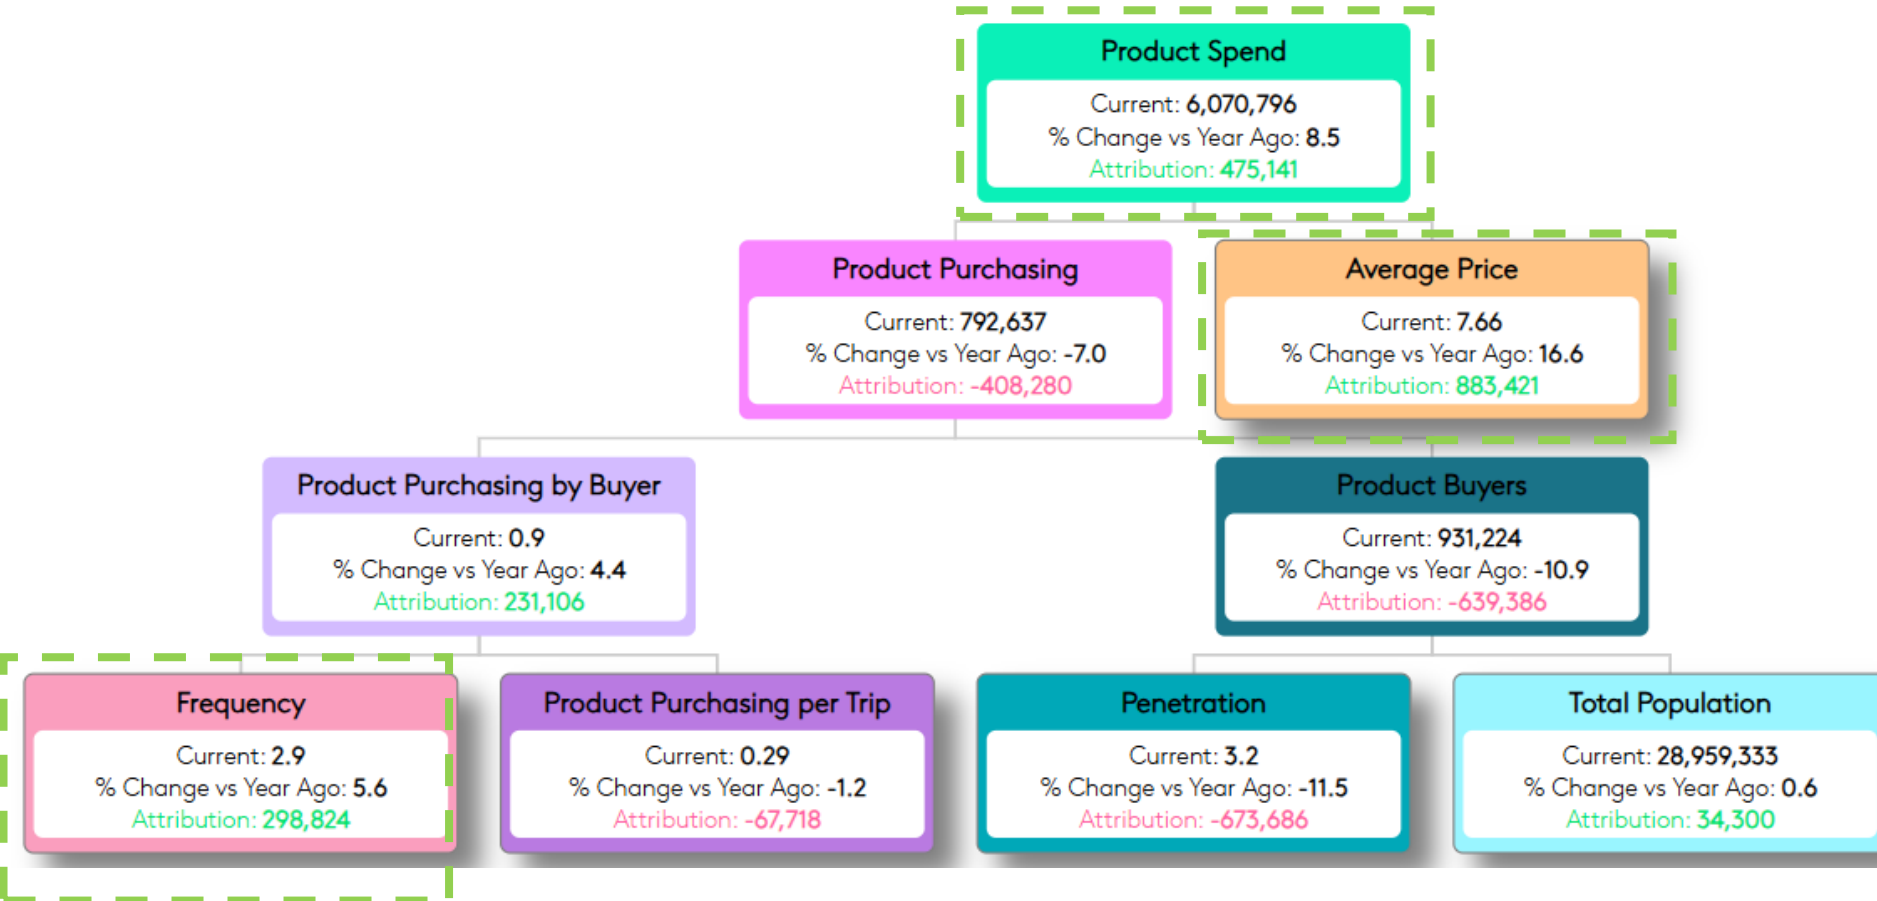 Product Spend
Current: 6,070,796
% Change vs Year Ago: 8.5
Attribution: 475,141
Product Purchasing
Current: 792,637
% Change vs Year Ago: -7.0
Attribution: -408,280
Average Price
Current: 7.66
% Change vs Year Ago: 16.6
Attribution: 883,421
Product Purchasing by Buyer
Current: 0.9
% Change vs Year Ago: 4.4
Attribution: 231,106
Product Buyers
Current: 931,224
% Change vs Year Ago: -10.9
Attribution: -639,386
Frequency
Current: 2.9
% Change vs Year Ago: 5.6
Attribution: 298,824
Product Purchasing per Trip
Current: 0.29
% Change vs Year Ago: -1.2
Attribution: -67,718
Penetration
Current: 3.2
% Change vs Year Ago: -11.5
Attribution: -673,686
Total Population
Current: 28,959,333
% Change vs Year Ago: 0.6
Attribution: 34,300